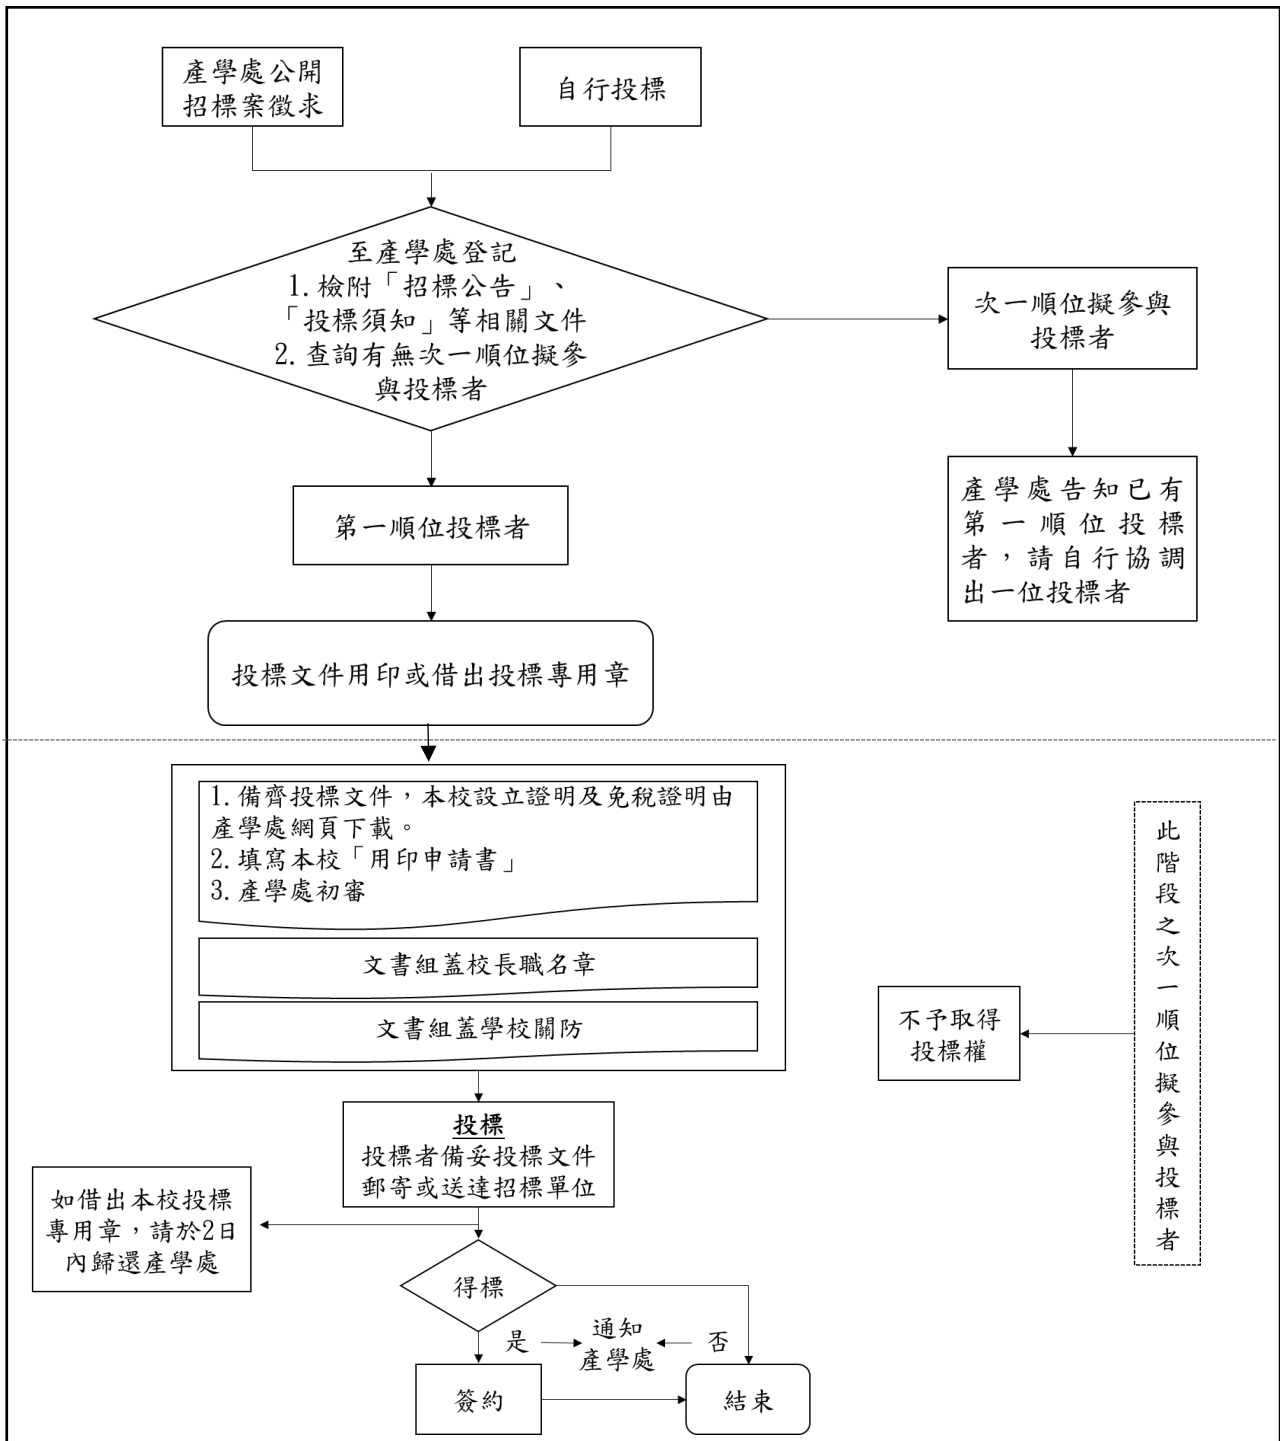 產學處公開
招標案徵求
自行投標
至產學處登記
1.檢附「招標公告」、
「投標須知」等相關文件
2.查詢有無次一順位擬參
與投標者
次一順位擬參與
投標者
第一順位投標者
產學處告知已有
第一順位投標
者，請自行協調
出一位投標者
投標文件用印或借出投標專用章
1.備齊投標文件，本校設立證明及免稅證明由
產學處網頁下載。
2.填寫本校「用印申請書」
3.產學處初審
文書組蓋校長職名章
文書組蓋學校關防
此階段之次一順位擬參與投標者
不予取得
投標權
投標
投標者備妥投標文件
郵寄或送達招標單位
如借出本校投標
專用章，請於2日
內歸還產學處
得標
是
通知
產學處
否
簽約
結束